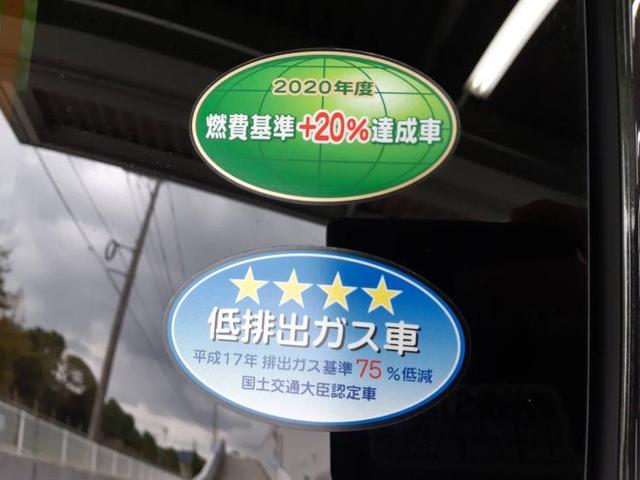 2020年度
燃費基準+20%達成車
低排出ガス車
平成17年 排出ガス基準75%低減
国土交通大臣認定車